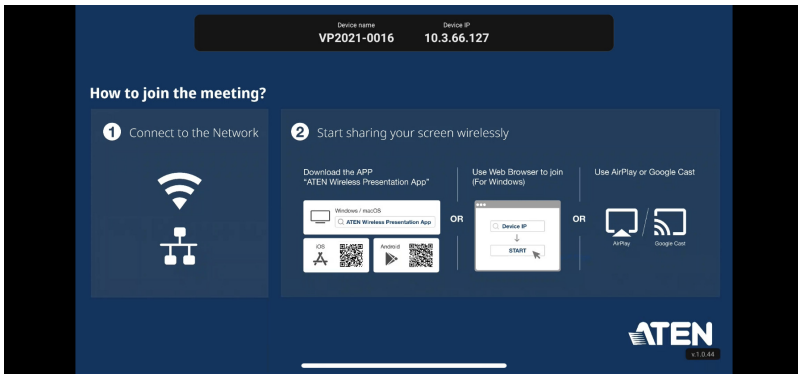 Device name
VP2021-0016
Device IP
10.3.66.127
How to join the meeting?
1 Connect to the Network
2 Start sharing your screen wirelessly
Download the APP
“ATEN Wireless Presentation App”
Windows / macOS
ATEN Wireless Presentation App
iOS
Android
OR
Use Web Browser to join
(For Windows)
Device IP
START
OR
Use AirPlay or Google Cast
AirPlay
Google Cast
ATEN
v.1.0.44